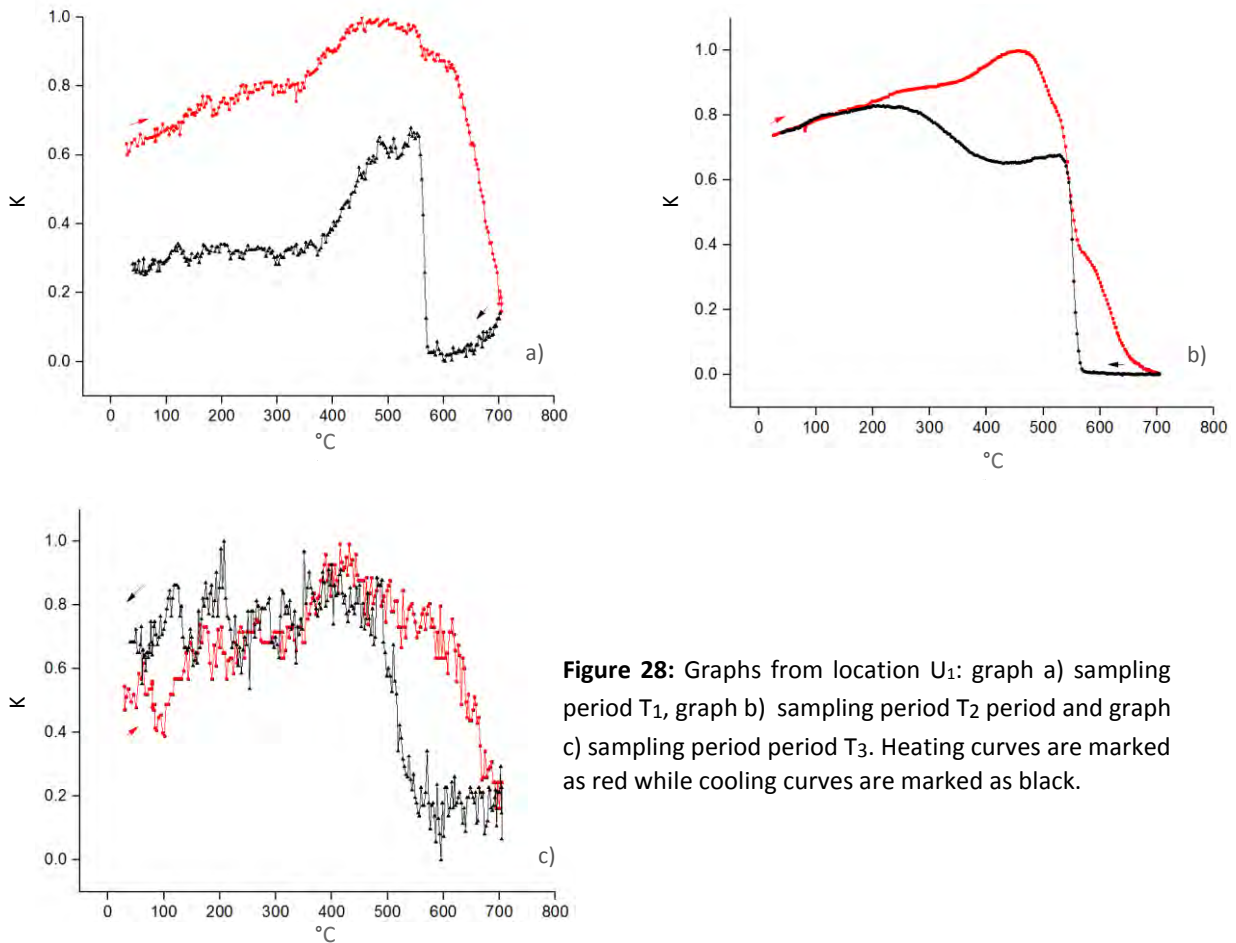 1.0
0.8
0.6
0.4
0.2
0.0
K
0 100 200 300 400 500 600 700 800
°C
a)
1.0
0.8
0.6
0.4
0.2
0.0
K
0 100 200 300 400 500 600 700 800
°C
b)
1.0
0.8
0.6
0.4
0.2
0.0
K
0 100 200 300 400 500 600 700 800
°C
c)
Figure 28: Graphs from location U1: graph a) sampling
period T1, graph b) sampling period T2 period and graph
c) sampling period period T3. Heating curves are marked
as red while cooling curves are marked as black.